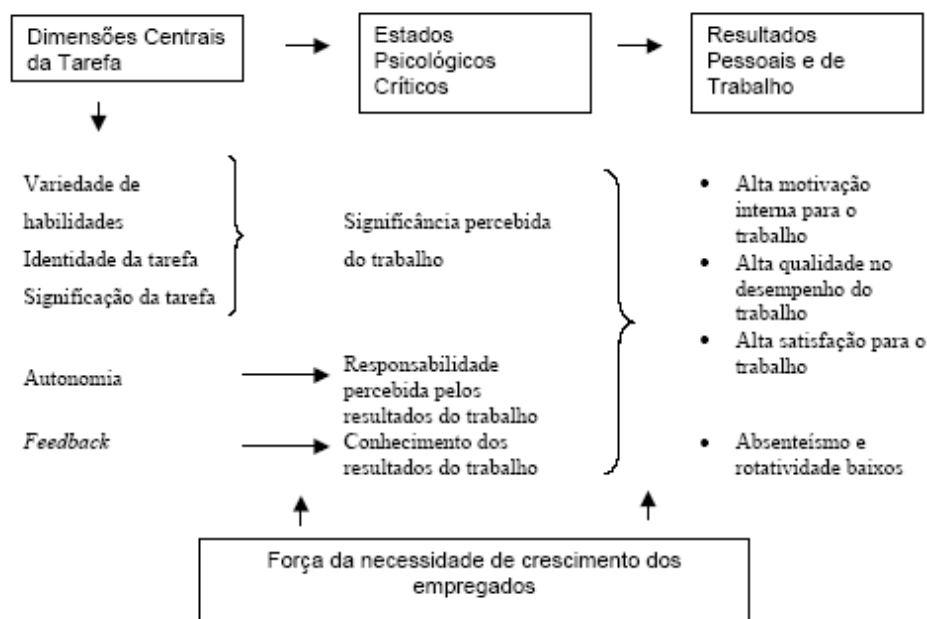 Dimensões Centrais
da Tarefa
Estados
Psicológicos
Críticos
Resultados
Pessoais e de
Trabalho
Variedade de
habilidades
Identidade da tarefa
Significação da tarefa
Significância percebida
do trabalho
Autonomia
Responsabilidade
percebida pelos
resultados do trabalho
Feedback
Conhecimento dos
resultados do trabalho
• Alta motivação
interna para o
trabalho
• Alta qualidade no
desempenho do
trabalho
• Alta satisfação para o
trabalho
• Absenteísmo e
rotatividade baixos
Força da necessidade de crescimento dos
empregados